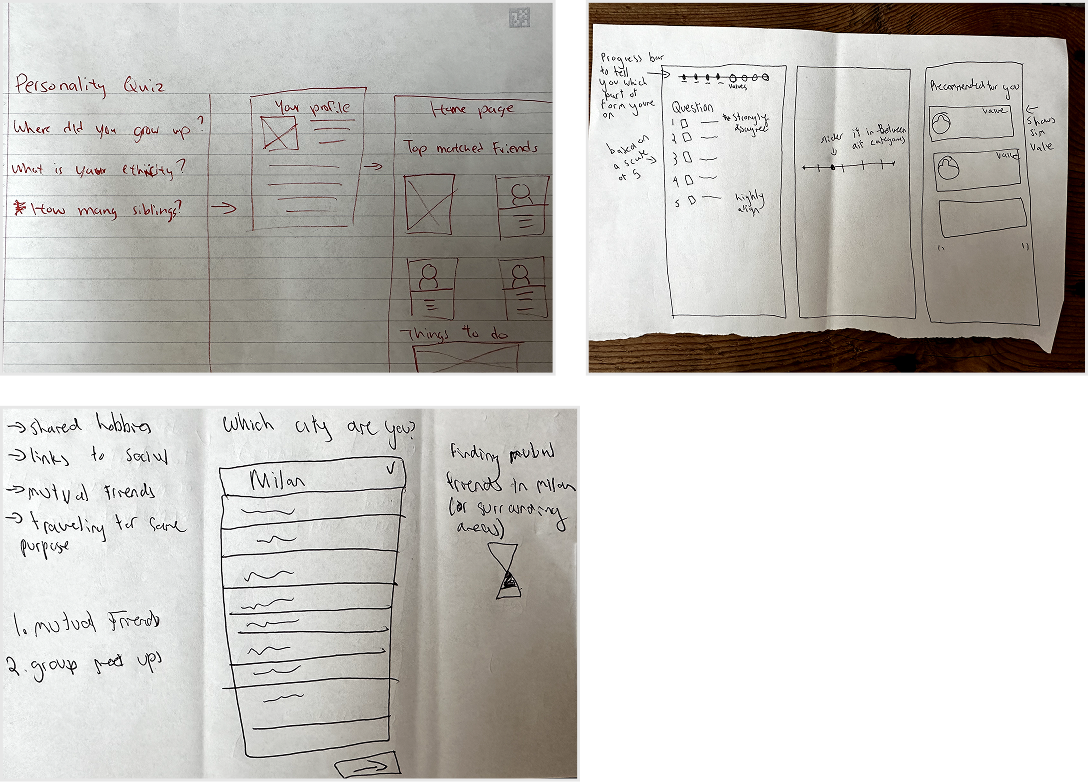 Personality Quiz
Where did you grow up?
What is your ethnicity?
* How many siblings?
Your profile
Home page
Top matched Friends
Things to do
Progress bar
to tell
you which
part of
form you're
on
based on
a scale
of 5
values
Question
1
2
3
4
5
strongly
disagree
highly
align
slider if in between
dif categories
Recommended for you
value
value
shows
sim
value
→ shared hobbies
→ links to social
→ mutual Friends
→ traveling for same
purpose
1. mutual Friends
2. group meet ups
Which city are you?
Milan
Finding mutual
friends in Milan
(or surrounding
areas)